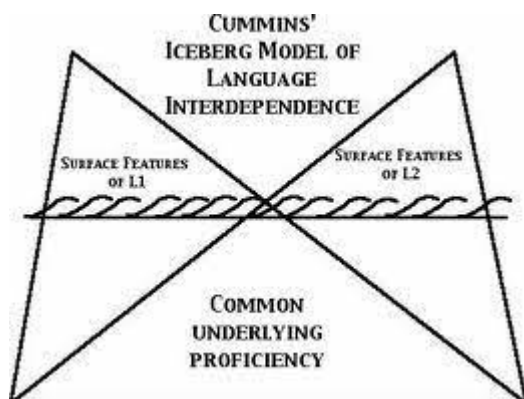 CUMMINS'
ICEBERG MODEL OF
LANGUAGE
INTERDEPENDENCE
SURFACE FEATURES
OF L1
SURFACE FEATURES
OF L2
COMMON
UNDERLYING
PROFICIENCY